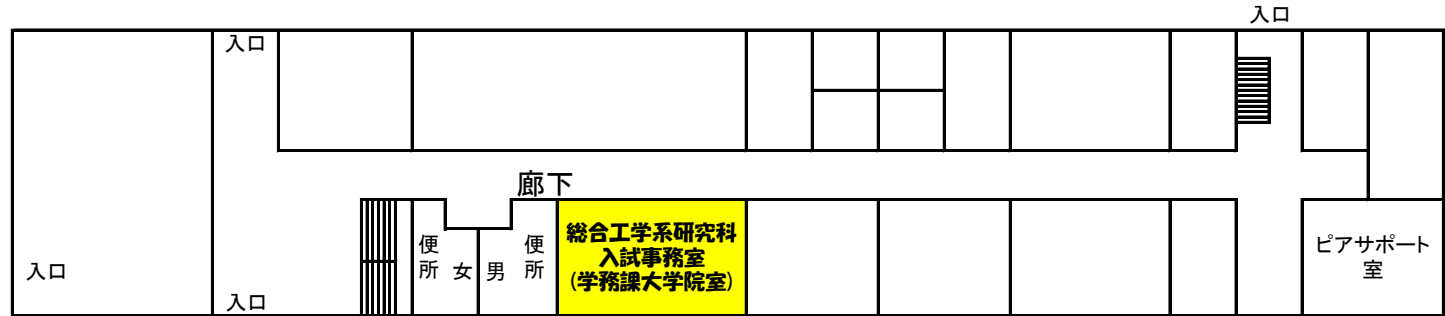 入口
入口
廊下
便所
女
男
便所
総合工学系研究科
入試事務室
(学務課大学院室)
ピアサポート
室
入口
入口